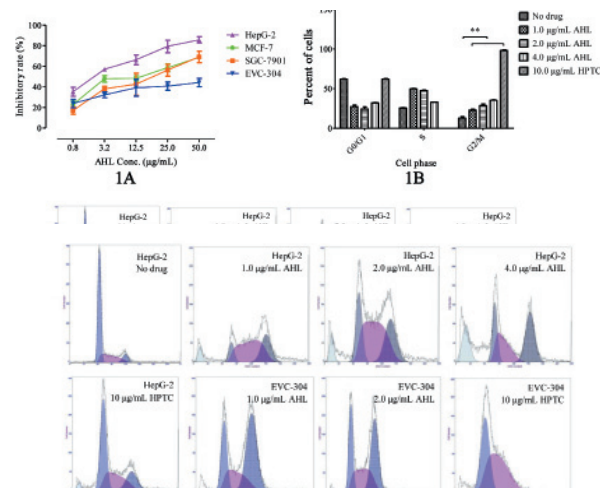 Inhibitory rate (%)
100
80
60
40
20
0
HepG-2
MCF-7
SGC-7901
EVC-304
0.8 3.2 12.5 25.0 50.0
AHL Conc. (μg/mL)
1A
Percent of cells
150
100
50
0
**
No drug
1.0 μg/mL AHL
2.0 μg/mL AHL
4.0 μg/mL AHL
10.0 μg/mL HPTC
G0/G1 S G2/M
Cell phase
1B
HepG-2 HepG-2 HepG-2 HepG-2
HepG-2
No drug
HepG-2
1.0 μg/mL AHL
HepG-2
2.0 μg/mL AHL
HepG-2
4.0 μg/mL AHL
HepG-2
10 μg/mL HPTC
EVC-304
1.0 μg/mL AHL
EVC-304
2.0 μg/mL AHL
EVC-304
10 μg/mL HPTC